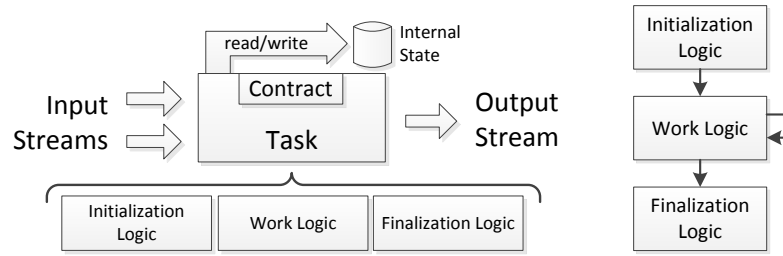 read/write
Internal
State
Contract
Input
Streams
Task
Output
Stream
Initialization
Logic
Work Logic
Finalization Logic
Initialization
Logic
Work Logic
Finalization
Logic